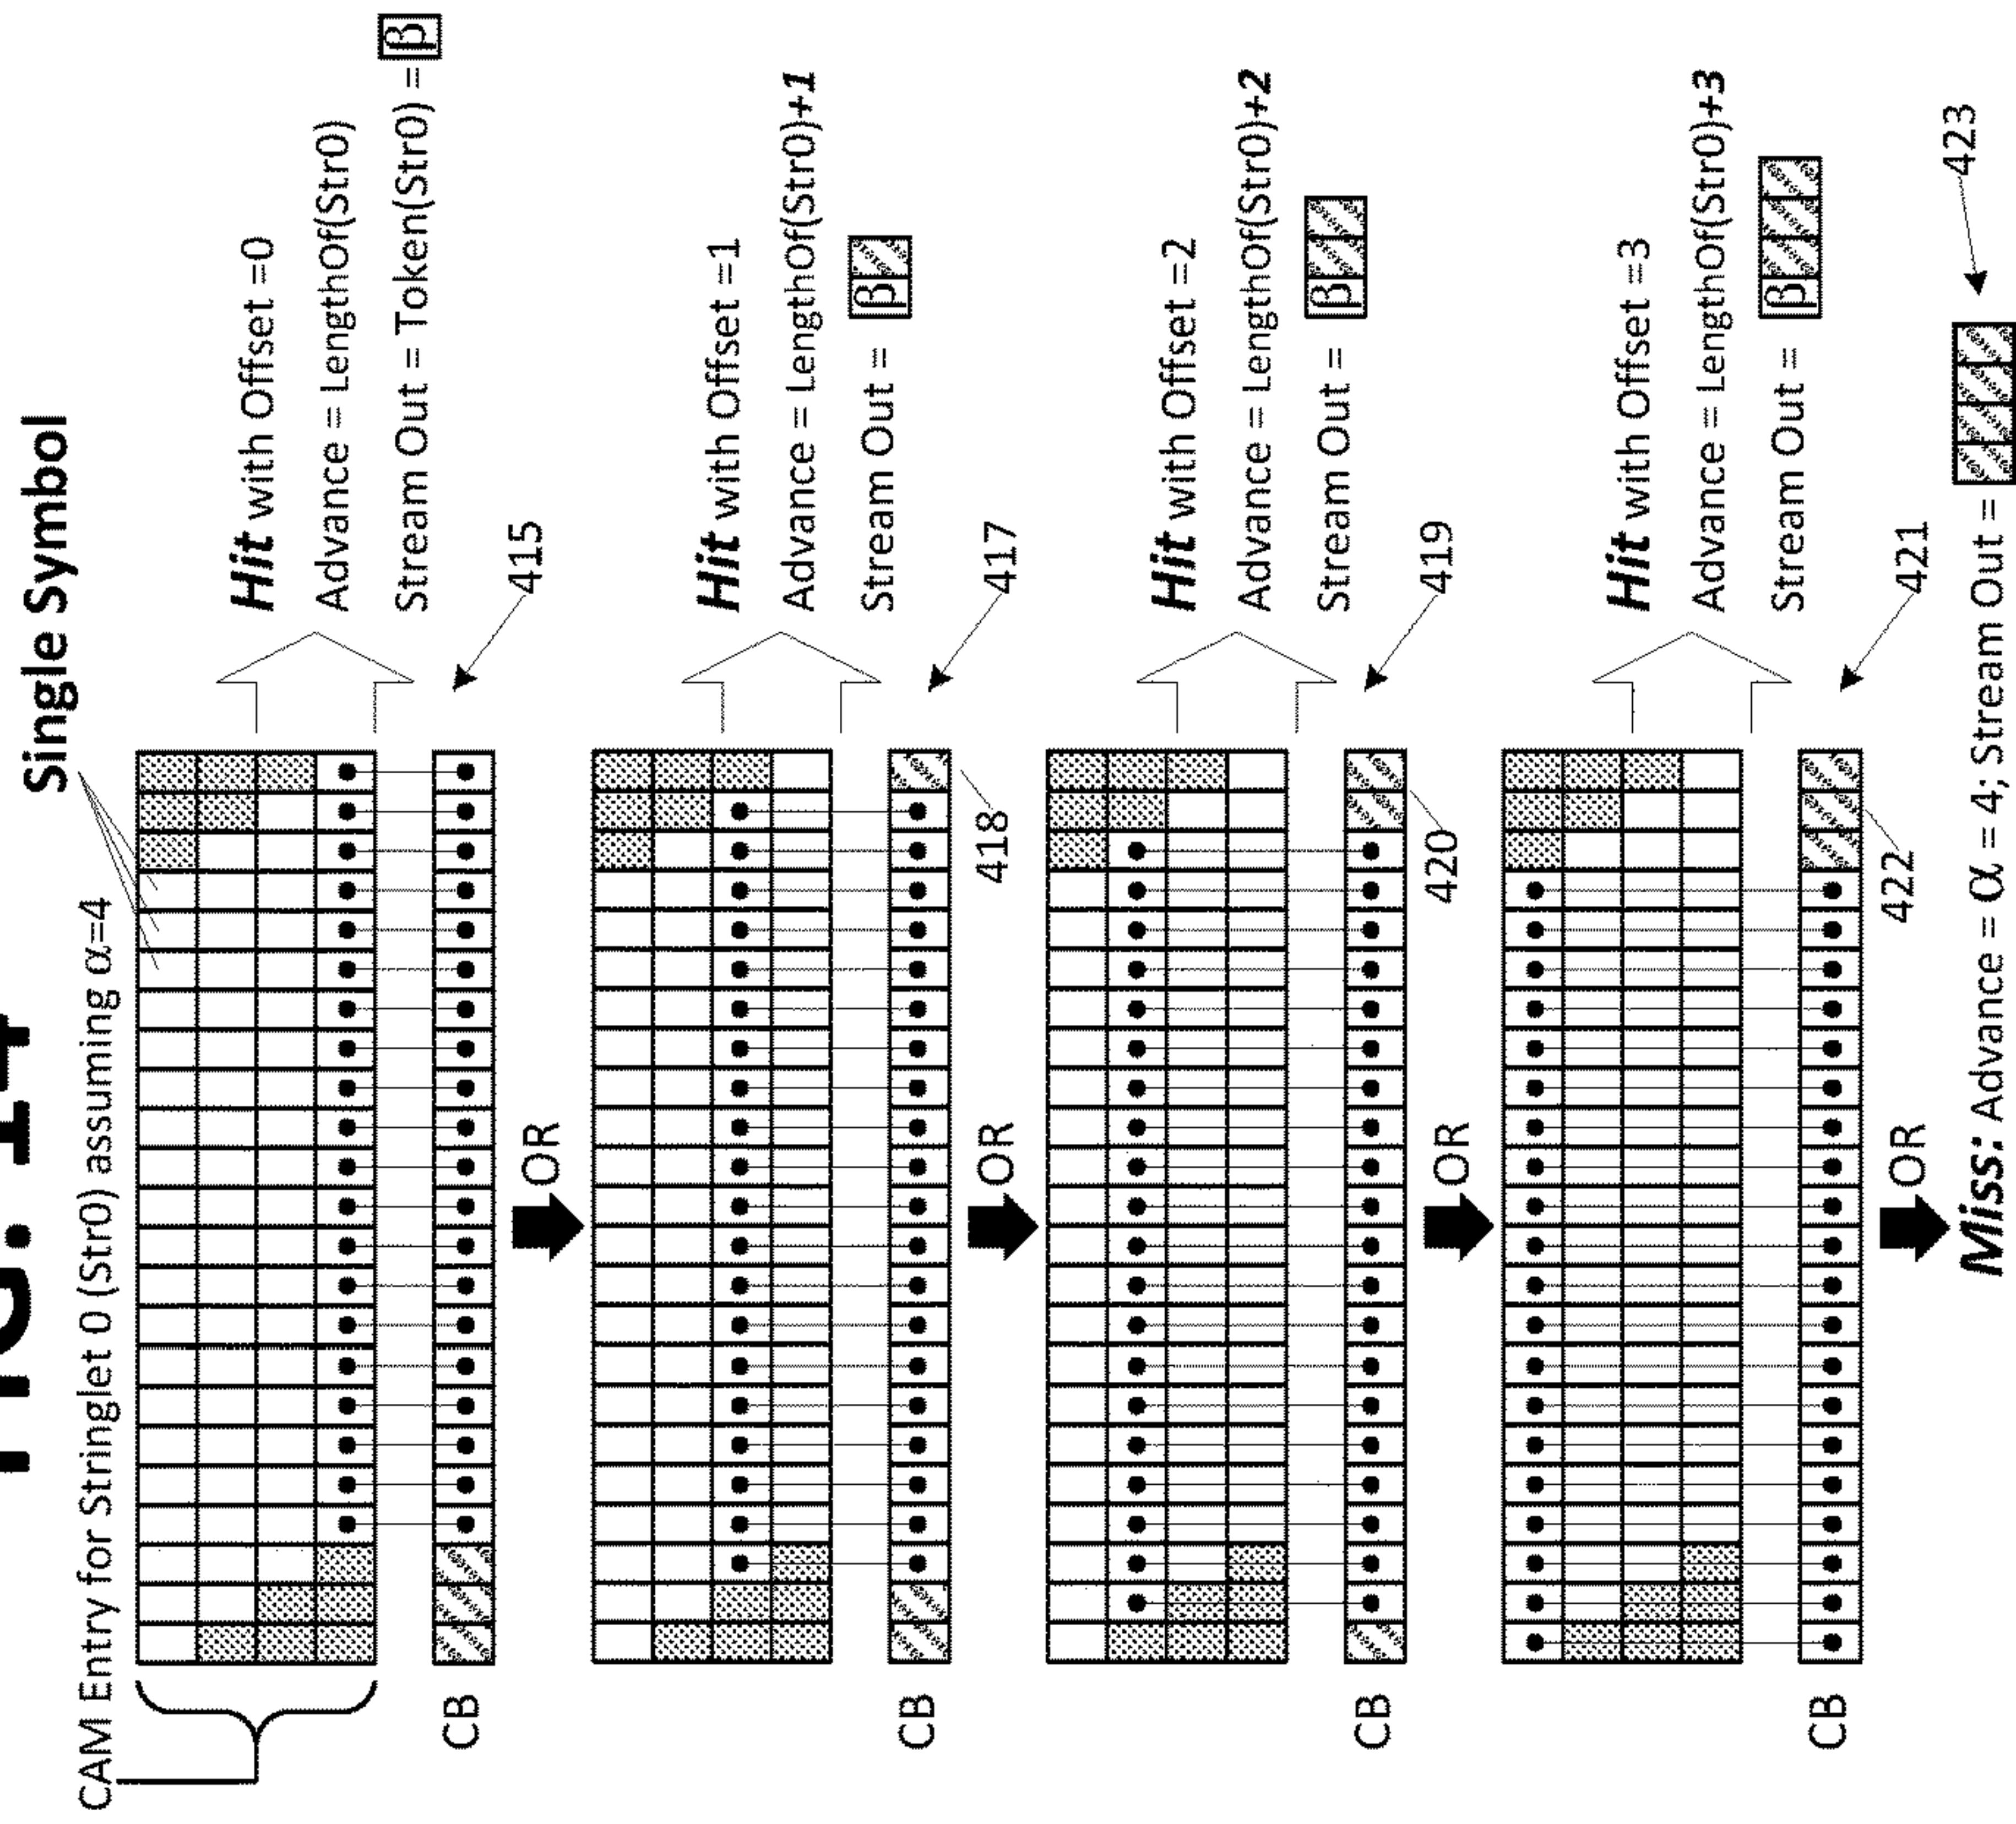 FIG. 14
Single Symbol
CAM Entry for Stringlet 0 (Str0) assuming α=4
Hit with Offset =0
Advance = LengthOf(Str0)
Stream Out = Token(Str0) = β
415
CB
OR
Hit with Offset =1
Advance = LengthOf(Str0)+1
Stream Out = β
417
418
CB
OR
Hit with Offset =2
Advance = LengthOf(Str0)+2
Stream Out = β
419
420
CB
OR
Hit with Offset =3
Advance = LengthOf(Str0)+3
Stream Out = β
421
422
CB
OR
423
Miss: Advance = α = 4; Stream Out =